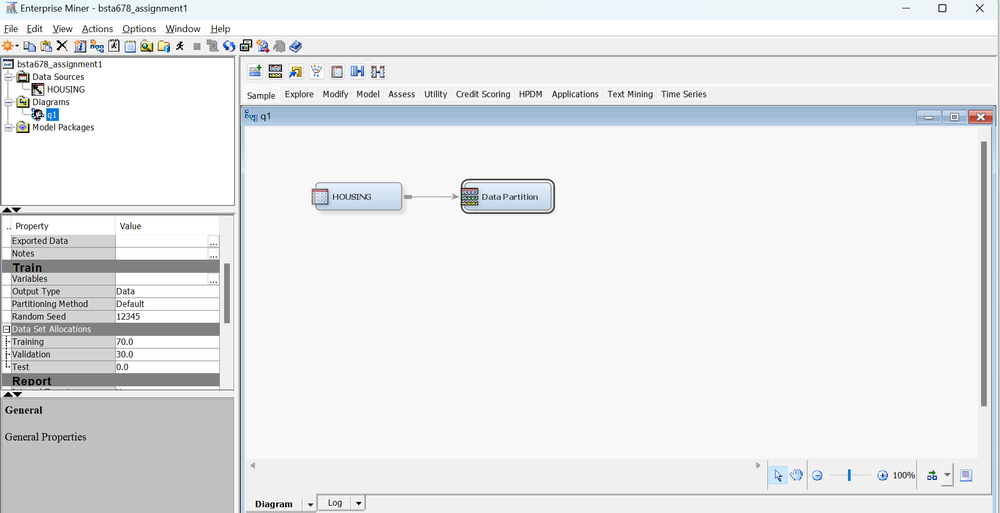 Enterprise Miner - bsta678_assignment1
File Edit View Actions Options Window Help
bsta678_assignment1
Data Sources
HOUSING
Diagrams
q1
Model Packages
Sample Explore Modify Model Assess Utility Credit Scoring HPDM Applications Text Mining Time Series
q1
HOUSING
Data Partition
.. Property Value
Exported Data ...
Notes ...
Train
Variables ...
Output Type Data
Partitioning Method Default
Random Seed 12345
Data Set Allocations
Training 70.0
Validation 30.0
Test 0.0
Report
General
General Properties
100%
Diagram Log